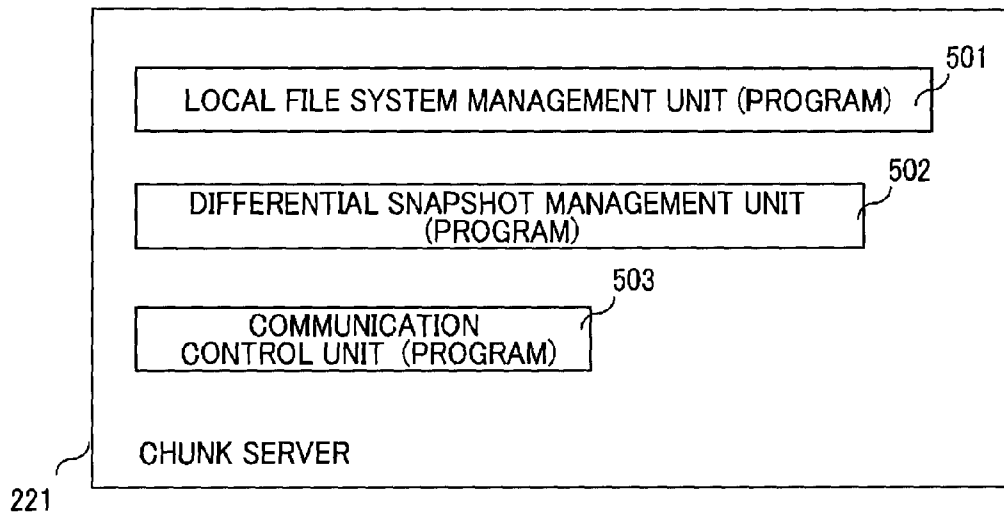 501
LOCAL FILE SYSTEM MANAGEMENT UNIT (PROGRAM)
502
DIFFERENTIAL SNAPSHOT MANAGEMENT UNIT
(PROGRAM)
503
COMMUNICATION
CONTROL UNIT (PROGRAM)
CHUNK SERVER
221